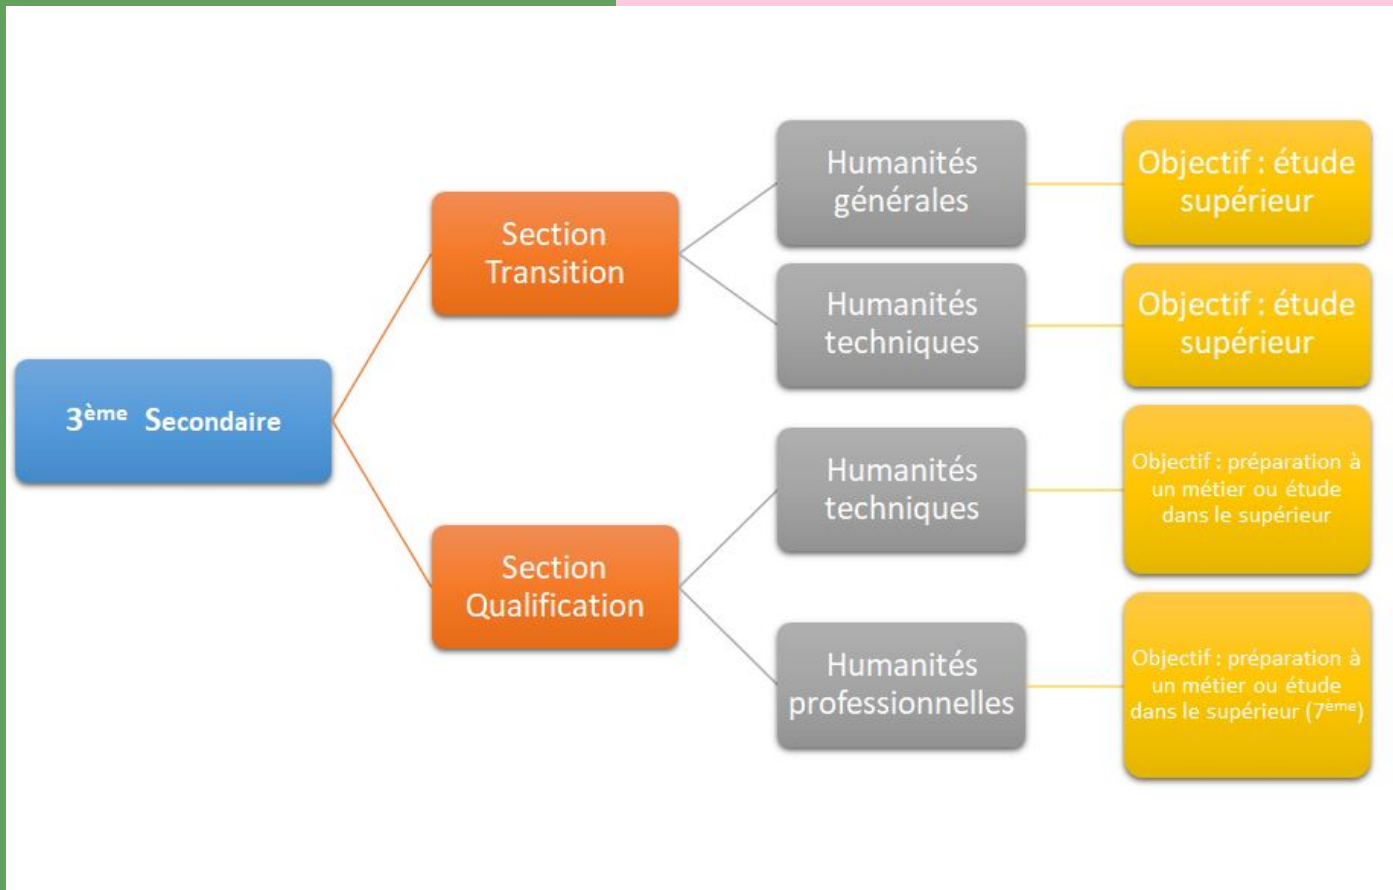 Humanités
générales
Objectif : étude
supérieur
Section
Transition
Humanités
techniques
Objectif : étude
supérieur
3ème Secondaire
Humanités
techniques
Objectif : préparation à
un métier ou étude
dans le supérieur
Section
Qualification
Humanités
professionnelles
Objectif : préparation à
un métier ou étude
dans le supérieur (7ème)